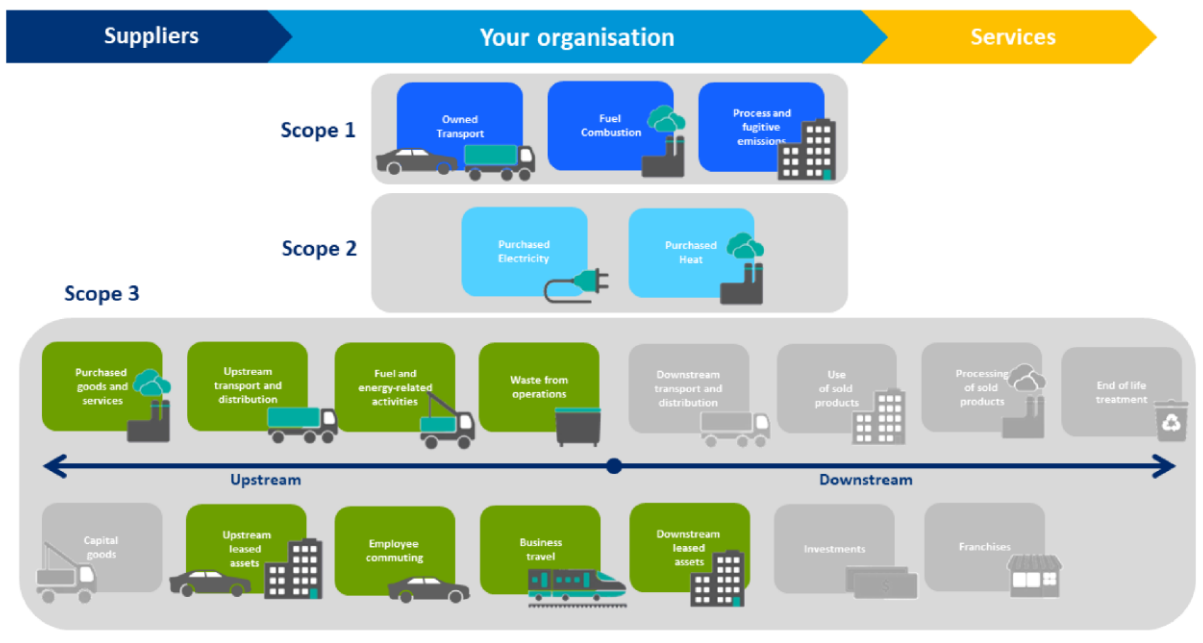 Suppliers
Your organisation
Services
Scope 1
Owned
Transport
Fuel
Combustion
Process and
fugitive
emissions
Scope 2
Purchased
Electricity
Purchased
Heat
Scope 3
Purchased
goods and
services
Upstream
transport and
distribution
Fuel and
energy-related
activities
Waste from
operations
Downstream
transport and
distribution
Use
of sold
products
Processing
of sold
products
End of life
treatment
Upstream
Downstream
Capital
goods
Upstream
leased
assets
Employee
commuting
Business
travel
Downstream
leased
assets
Investments
$
Franchises